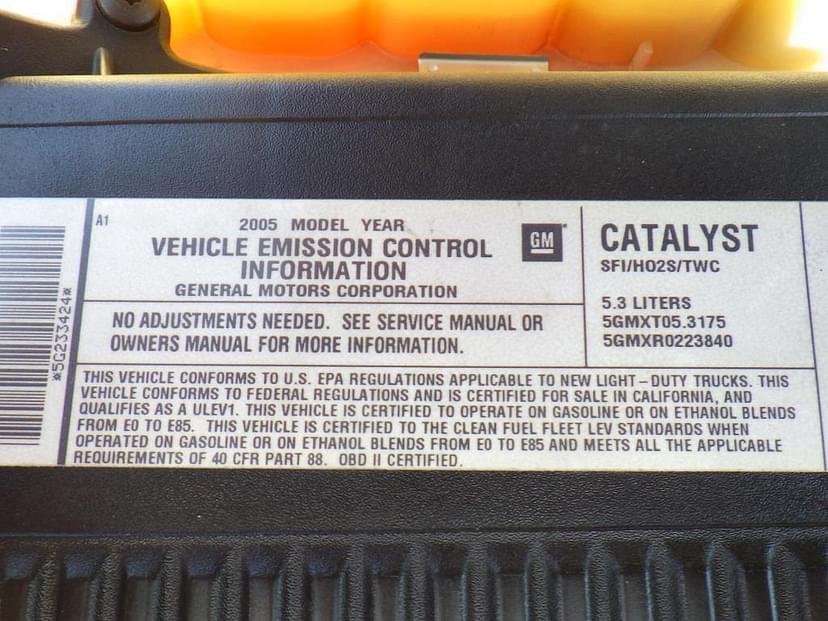 A1
2005 MODEL YEAR
VEHICLE EMISSION CONTROL
INFORMATION
GENERAL MOTORS CORPORATION
GM
CATALYST
SFI/HO2S/TWC
5.3 LITERS
5GMXT05.3175
5GMXR0223840
NO ADJUSTMENTS NEEDED. SEE SERVICE MANUAL OR
OWNERS MANUAL FOR MORE INFORMATION.
THIS VEHICLE CONFORMS TO U.S. EPA REGULATIONS APPLICABLE TO NEW LIGHT-DUTY TRUCKS. THIS
VEHICLE CONFORMS TO FEDERAL REGULATIONS AND IS CERTIFIED FOR SALE IN CALIFORNIA, AND
QUALIFIES AS A ULEV1. THIS VEHICLE IS CERTIFIED TO OPERATE ON GASOLINE OR ON ETHANOL BLENDS
FROM E0 TO E85. THIS VEHICLE IS CERTIFIED TO THE CLEAN FUEL FLEET LEV STANDARDS WHEN
OPERATED ON GASOLINE OR ON ETHANOL BLENDS FROM E0 TO E85 AND MEETS ALL THE APPLICABLE
REQUIREMENTS OF 40 CFR PART 88. OBD II CERTIFIED.
*5G233424*